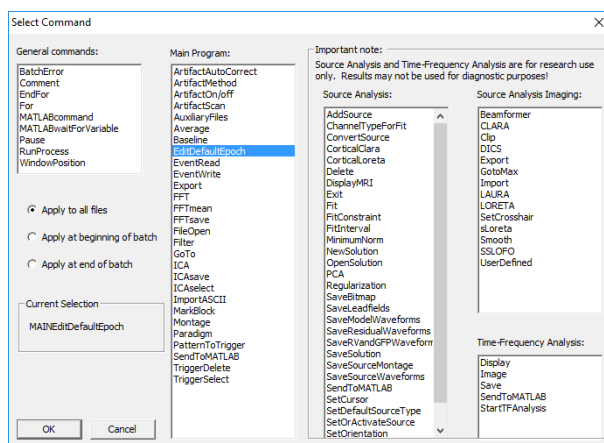 Select Command
General commands:
BatchError
Comment
EndFor
For
MATLABcommand
MATLABwaitForVariable
Pause
RunProcess
WindowPosition
Apply to all files
Apply at beginning of batch
Apply at end of batch
Current Selection
MAINEditDefaultEpoch
OK
Cancel
Main Program:
ArtifactAutoCorrect
ArtifactMethod
ArtifactOn/off
ArtifactScan
AuxiliaryFiles
Average
Baseline
EditDefaultEpoch
EventRead
EventWrite
Export
FFT
FFTmean
FFTsave
FileOpen
Filter
GoTo
ICA
ICAsave
ICAselect
ImportASCII
MarkBlock
Montage
Paradigm
PatternToTrigger
SendToMATLAB
TriggerDelete
TriggerSelect
Important note:
Source Analysis and Time-Frequency Analysis are for research use
only. Results may not be used for diagnostic purposes!
Source Analysis:
AddSource
ChannelTypeForFit
ConvertSource
CorticalClara
CorticalLoreta
Delete
DisplayMRI
Exit
Fit
FitConstraint
FitInterval
MinimumNorm
NewSolution
OpenSolution
PCA
Regularization
SaveBitmap
SaveLeadfields
SaveModelWaveforms
SaveResidualWaveforms
SaveRVandGFPWaveform
SaveSolution
SaveSourceMontage
SaveSourceWaveforms
SendToMATLAB
SetCursor
SetDefaultSourceType
SetOrActivateSource
SetOrientation
Source Analysis Imaging:
Beamformer
CLARA
Clip
DICS
Export
GotoMax
Import
LAURA
LORETA
SetCrosshair
sLoreta
Smooth
SSLOFO
UserDefined
Time-Frequency Analysis:
Display
Image
Save
SendToMATLAB
StartTFAnalysis